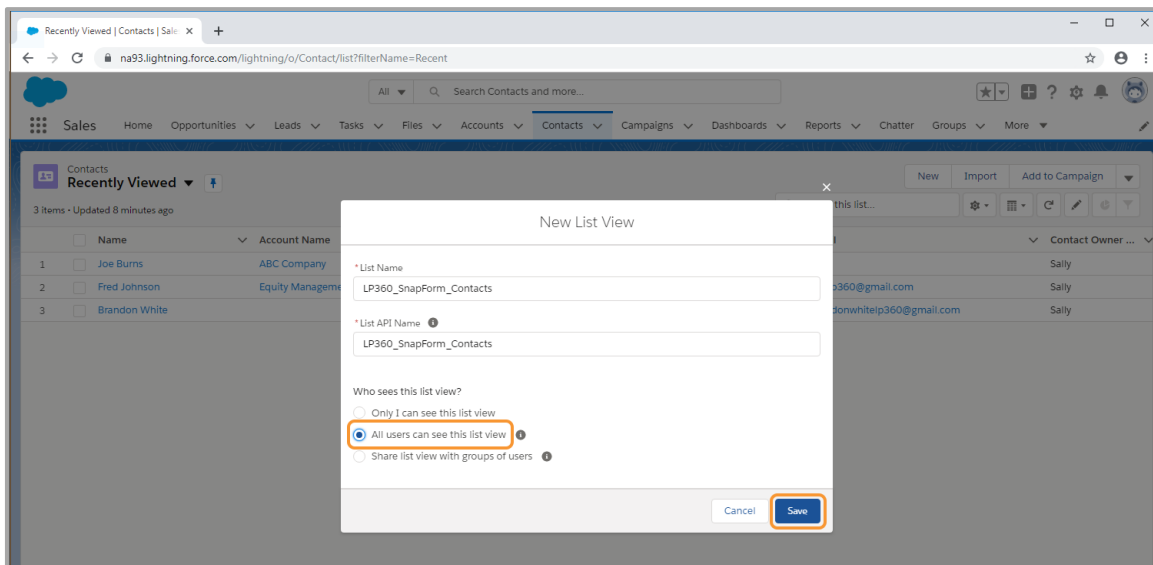 Recently Viewed | Contacts | Sale
na93.lightning.force.com/lightning/o/Contact/list?filterName=Recent
All Search Contacts and more...
Sales Home Opportunities Leads Tasks Files Accounts Contacts Campaigns Dashboards Reports Chatter Groups More
Contacts
Recently Viewed
New Import Add to Campaign
3 items • Updated 8 minutes ago
this list...
Name Account Name Contact Owner ...
1 Joe Burns ABC Company Sally
2 Fred Johnson Equity Manageme p360@gmail.com Sally
3 Brandon White donwhitelp360@gmail.com Sally
New List View
* List Name
LP360_SnapForm_Contacts
* List API Name
LP360_SnapForm_Contacts
Who sees this list view?
Only I can see this list view
All users can see this list view
Share list view with groups of users
Cancel Save